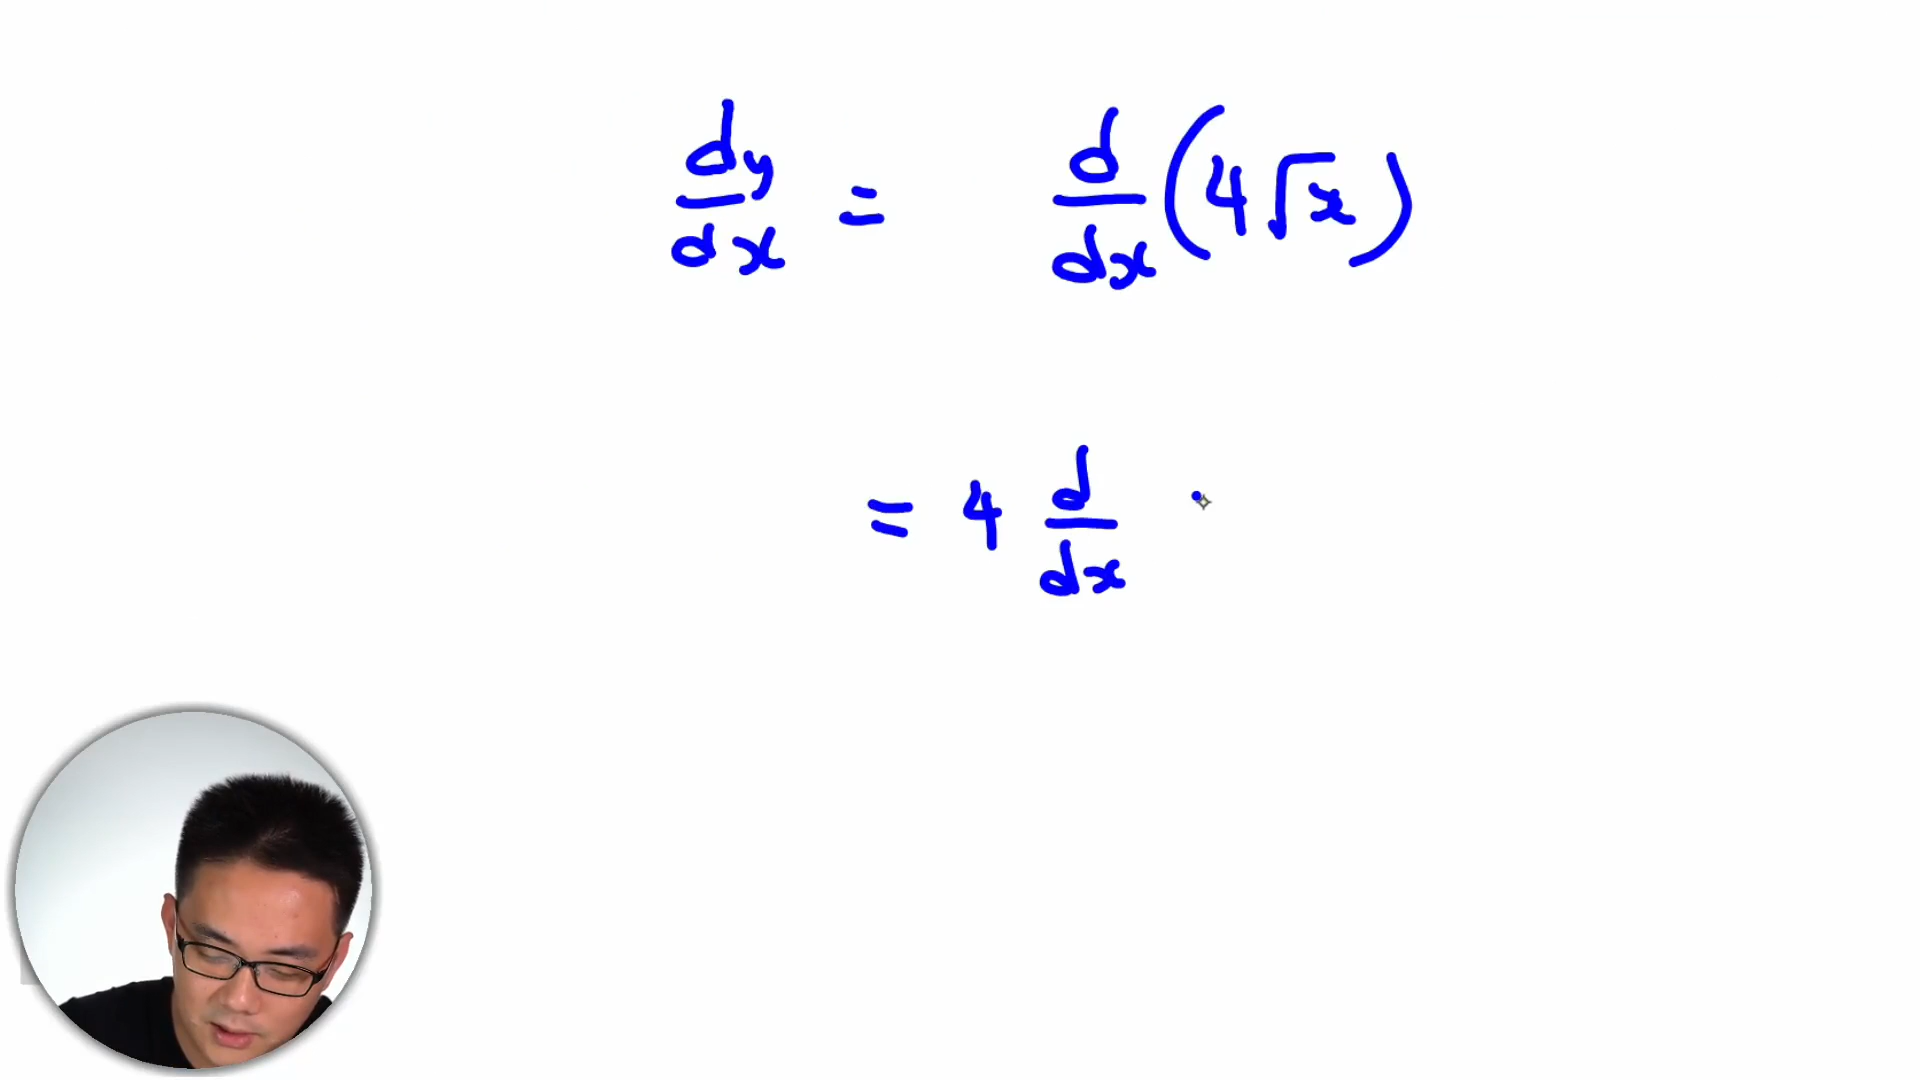 dy/dx = d/dx (4√x)
= 4 d/dx